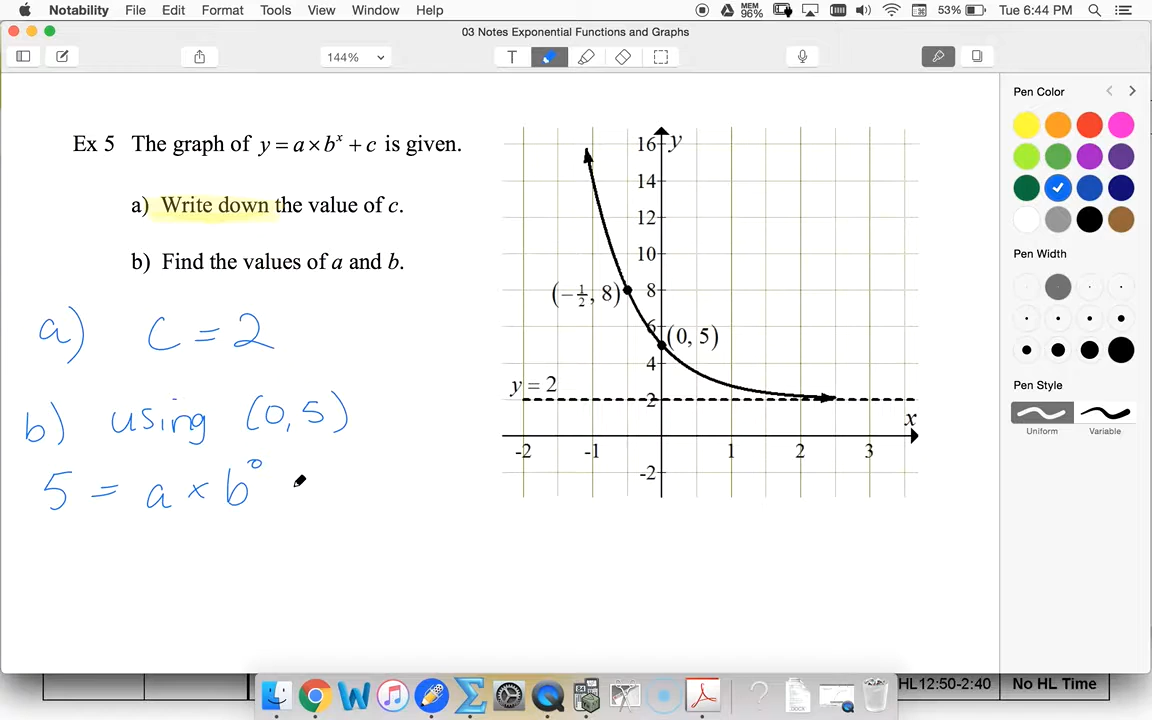 Notability File Edit Format Tools View Window Help MEM 96% 53% Tue 6:44 PM
03 Notes Exponential Functions and Graphs
144% T
Ex 5 The graph of y = a × bˣ + c is given.
a) Write down the value of c.
b) Find the values of a and b.
a) C = 2
b) using (0, 5)
5 = a × b⁰
y
16
14
12
10
8
6
4
2
-2
(-½, 8)
(0, 5)
y = 2
x
-2 -1 1 2 3
Pen Color
Pen Width
Pen Style
Uniform Variable
HL12:50-2:40 No HL Time